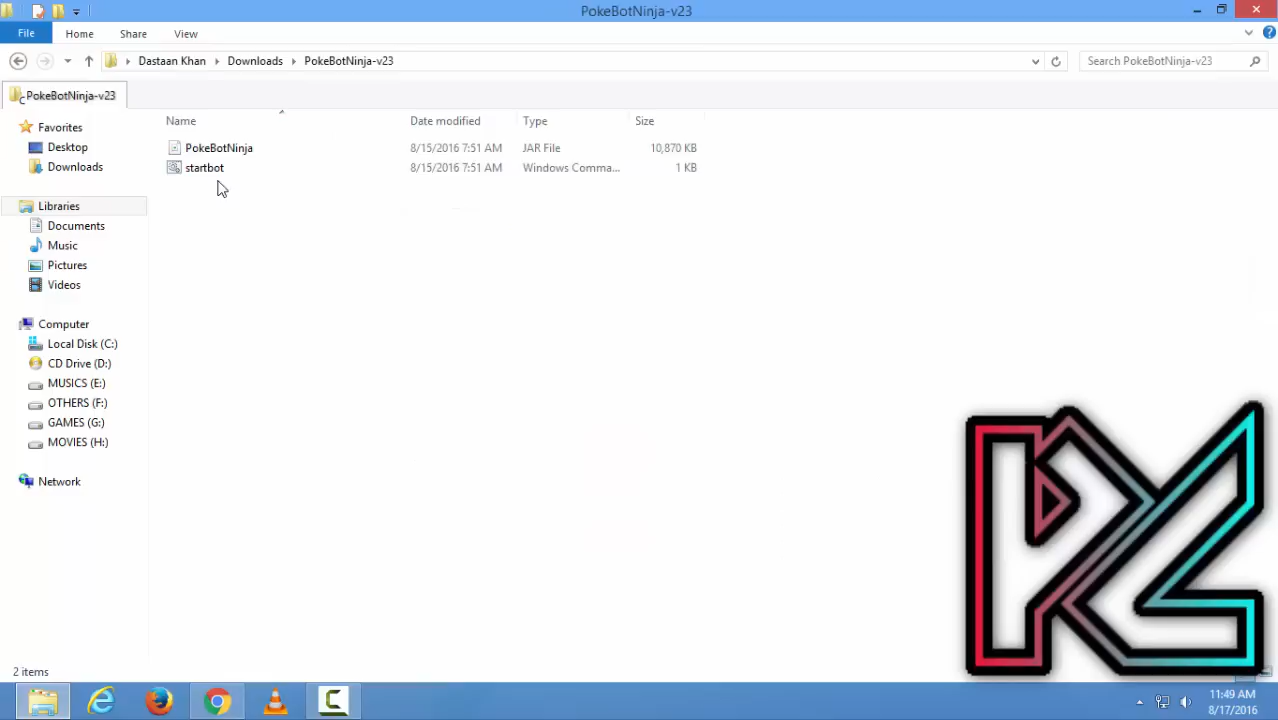 PokeBotNinja-v23
File Home Share View
Dastaan Khan Downloads PokeBotNinja-v23 Search PokeBotNinja-v23
PokeBotNinja-v23
Name Date modified Type Size
PokeBotNinja 8/15/2016 7:51 AM JAR File 10,870 KB
startbot 8/15/2016 7:51 AM Windows Comma... 1 KB
Favorites
Desktop
Downloads
Libraries
Documents
Music
Pictures
Videos
Computer
Local Disk (C:)
CD Drive (D:)
MUSICS (E:)
OTHERS (F:)
GAMES (G:)
MOVIES (H:)
Network
2 items
11:49 AM
8/17/2016